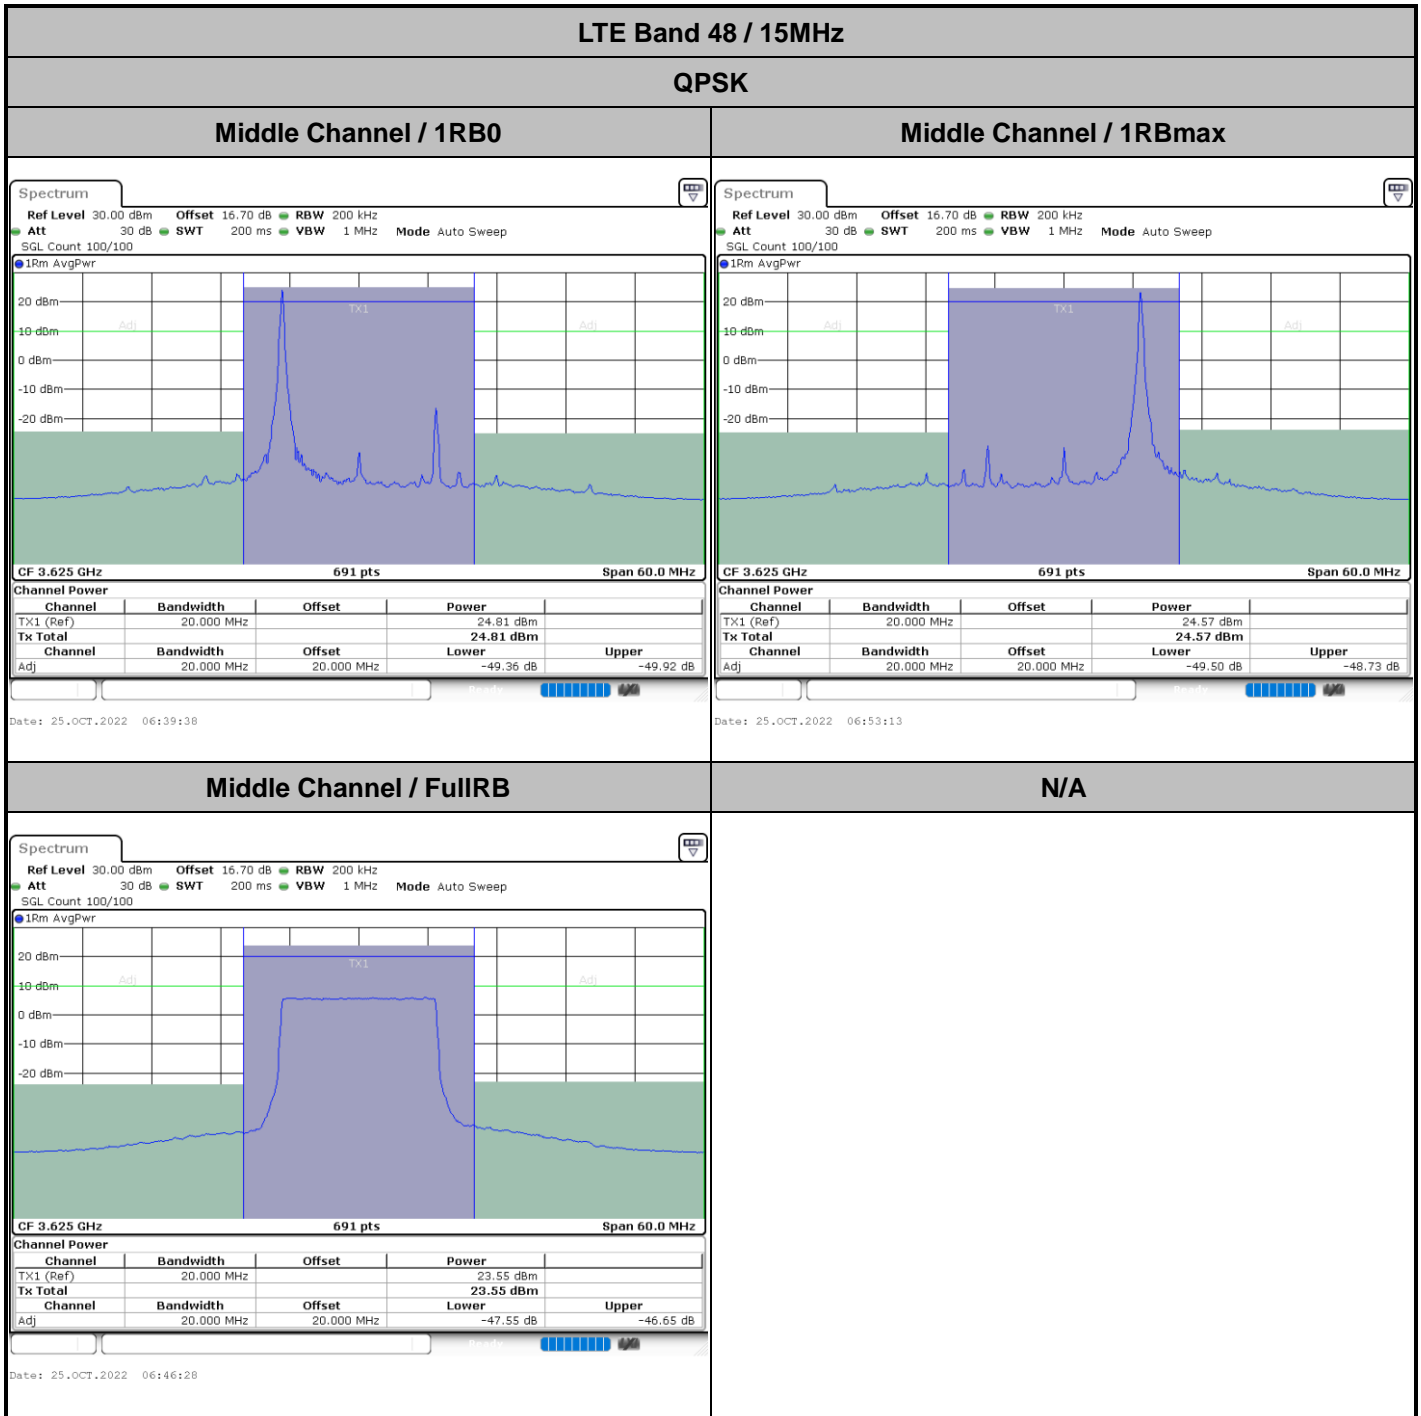 LTE Band 48 / 15MHz
QPSK
Middle Channel / 1RB0
Middle Channel / 1RBmax
Spectrum
Ref Level 30.00 dBm Offset 16.70 dB RBW 200 kHz
Att 30 dB SWT 200 ms VBW 1 MHz Mode Auto Sweep
SGL Count 100/100
1Rm AvgPwr
20 dBm
10 dBm
0 dBm
-10 dBm
-20 dBm
Adj
TX1
Adj
CF 3.625 GHz 691 pts Span 60.0 MHz
Channel Power
Channel Bandwidth Offset Power
TX1 (Ref) 20.000 MHz 24.81 dBm
Tx Total 24.81 dBm
Channel Bandwidth Offset Lower Upper
Adj 20.000 MHz 20.000 MHz -49.36 dB -49.92 dB
Ready
Date: 25.OCT.2022 06:39:38
Spectrum
Ref Level 30.00 dBm Offset 16.70 dB RBW 200 kHz
Att 30 dB SWT 200 ms VBW 1 MHz Mode Auto Sweep
SGL Count 100/100
1Rm AvgPwr
20 dBm
10 dBm
0 dBm
-10 dBm
-20 dBm
Adj
TX1
Adj
CF 3.625 GHz 691 pts Span 60.0 MHz
Channel Power
Channel Bandwidth Offset Power
TX1 (Ref) 20.000 MHz 24.57 dBm
Tx Total 24.57 dBm
Channel Bandwidth Offset Lower Upper
Adj 20.000 MHz 20.000 MHz -49.50 dB -48.73 dB
Ready
Date: 25.OCT.2022 06:53:13
Middle Channel / FullRB
N/A
Spectrum
Ref Level 30.00 dBm Offset 16.70 dB RBW 200 kHz
Att 30 dB SWT 200 ms VBW 1 MHz Mode Auto Sweep
SGL Count 100/100
1Rm AvgPwr
20 dBm
10 dBm
0 dBm
-10 dBm
-20 dBm
Adj
TX1
Adj
CF 3.625 GHz 691 pts Span 60.0 MHz
Channel Power
Channel Bandwidth Offset Power
TX1 (Ref) 20.000 MHz 23.55 dBm
Tx Total 23.55 dBm
Channel Bandwidth Offset Lower Upper
Adj 20.000 MHz 20.000 MHz -47.55 dB -46.65 dB
Ready
Date: 25.OCT.2022 06:46:28